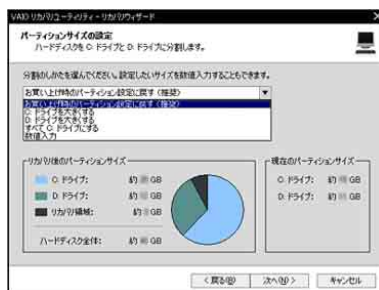 VAIO リカバリユーティリティ - リカバリウィザード
パーティションサイズの設定
ハードディスクを C: ドライブと D: ドライブに分割します。
分割のしかたを選んでください。設定したいサイズを数値入力することもできます。
お買い上げ時のパーティション設定に戻す (推奨)
お買い上げ時のパーティション設定に戻す (推奨)
C: ドライブを大きくする
D: ドライブを大きくする
すべて C: ドライブにする
数値入力
リカバリ後のパーティションサイズ
C: ドライブ: 約 GB
D: ドライブ: 約 GB
リカバリ領域: 約 GB
ハードディスク全体: 約 GB
現在のパーティションサイズ
C: ドライブ: 約 GB
D: ドライブ: 約 GB
< 戻る(B)
次へ(N) >
キャンセル